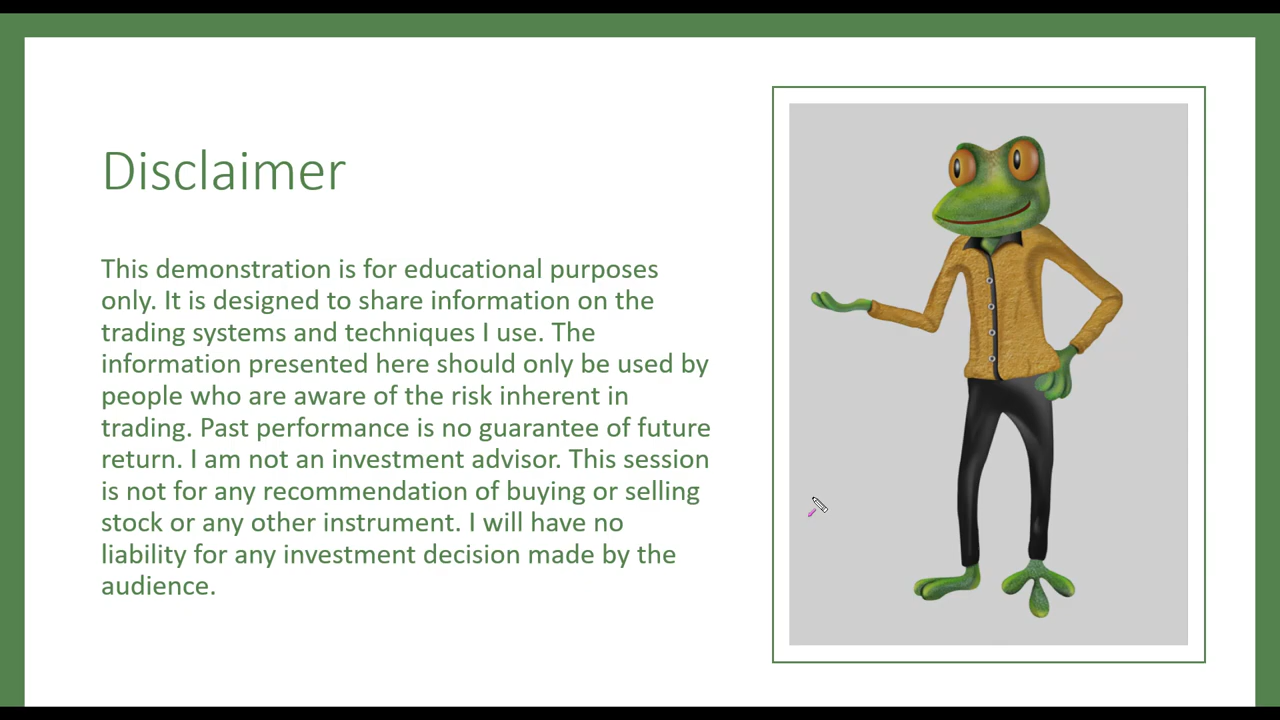 Disclaimer
This demonstration is for educational purposes
only. It is designed to share information on the
trading systems and techniques I use. The
information presented here should only be used by
people who are aware of the risk inherent in
trading. Past performance is no guarantee of future
return. I am not an investment advisor. This session
is not for any recommendation of buying or selling
stock or any other instrument. I will have no
liability for any investment decision made by the
audience.